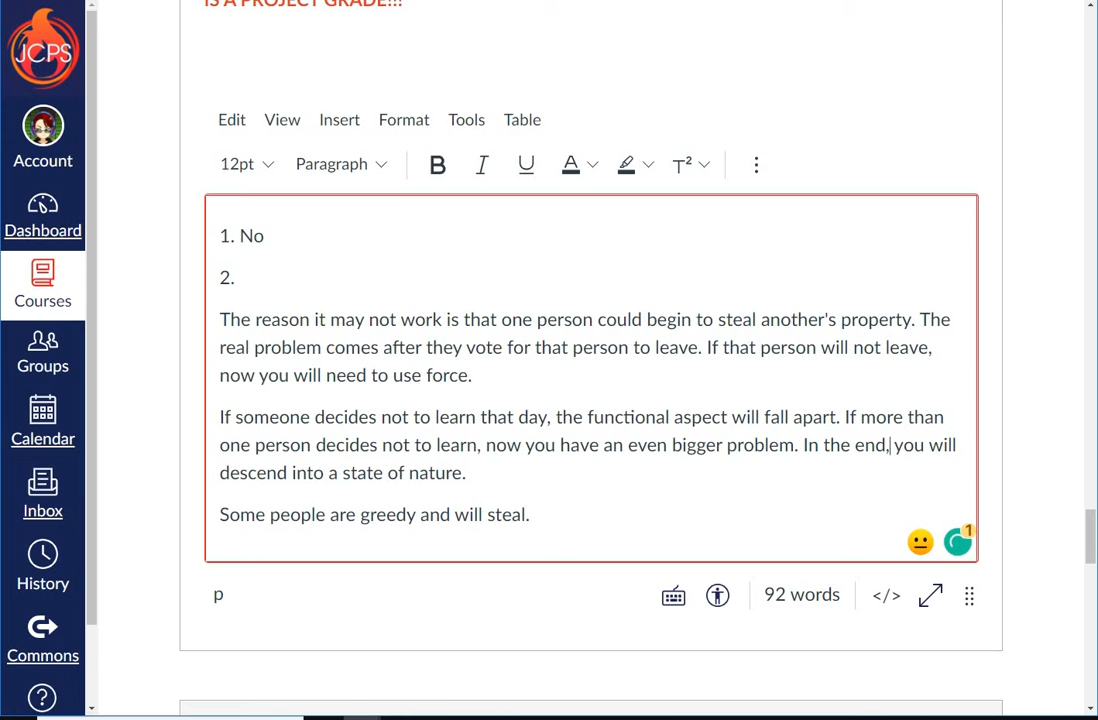 IS A PROJECT GRADE!!!
JCPS
Account
Dashboard
Courses
Groups
Calendar
Inbox
History
Commons
Edit View Insert Format Tools Table
12pt Paragraph B I U A T²
1. No
2.
The reason it may not work is that one person could begin to steal another's property. The
real problem comes after they vote for that person to leave. If that person will not leave,
now you will need to use force.
If someone decides not to learn that day, the functional aspect will fall apart. If more than
one person decides not to learn, now you have an even bigger problem. In the end, you will
descend into a state of nature.
Some people are greedy and will steal.
1
p
92 words </>